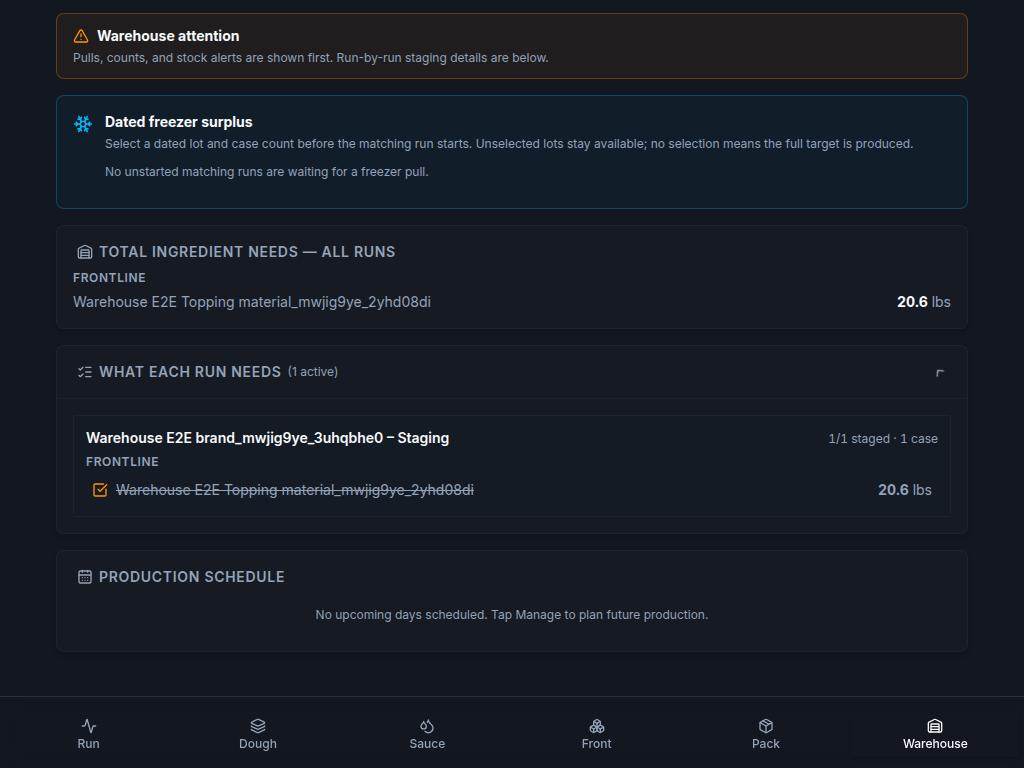 Warehouse attention
Pulls, counts, and stock alerts are shown first. Run-by-run staging details are below.
Dated freezer surplus
Select a dated lot and case count before the matching run starts. Unselected lots stay available; no selection means the full target is produced.
No unstarted matching runs are waiting for a freezer pull.
TOTAL INGREDIENT NEEDS — ALL RUNS
FRONTLINE
Warehouse E2E Topping material_mwjig9ye_2yhd08di 20.6 lbs
WHAT EACH RUN NEEDS (1 active)
Warehouse E2E brand_mwjig9ye_3uhqbhe0 – Staging 1/1 staged · 1 case
FRONTLINE
Warehouse E2E Topping material_mwjig9ye_2yhd08di 20.6 lbs
PRODUCTION SCHEDULE
No upcoming days scheduled. Tap Manage to plan future production.
Run Dough Sauce Front Pack Warehouse